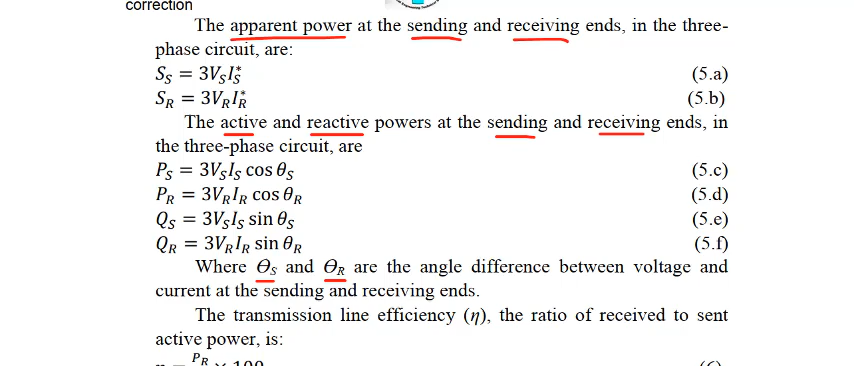 correction
The apparent power at the sending and receiving ends, in the three-
phase circuit, are:
S_S = 3V_S I_S^* (5.a)
S_R = 3V_R I_R^* (5.b)
The active and reactive powers at the sending and receiving ends, in
the three-phase circuit, are
P_S = 3V_S I_S cos θ_S (5.c)
P_R = 3V_R I_R cos θ_R (5.d)
Q_S = 3V_S I_S sin θ_S (5.e)
Q_R = 3V_R I_R sin θ_R (5.f)
Where Θ_S and Θ_R are the angle difference between voltage and
current at the sending and receiving ends.
The transmission line efficiency (η), the ratio of received to sent
active power, is:
P_R